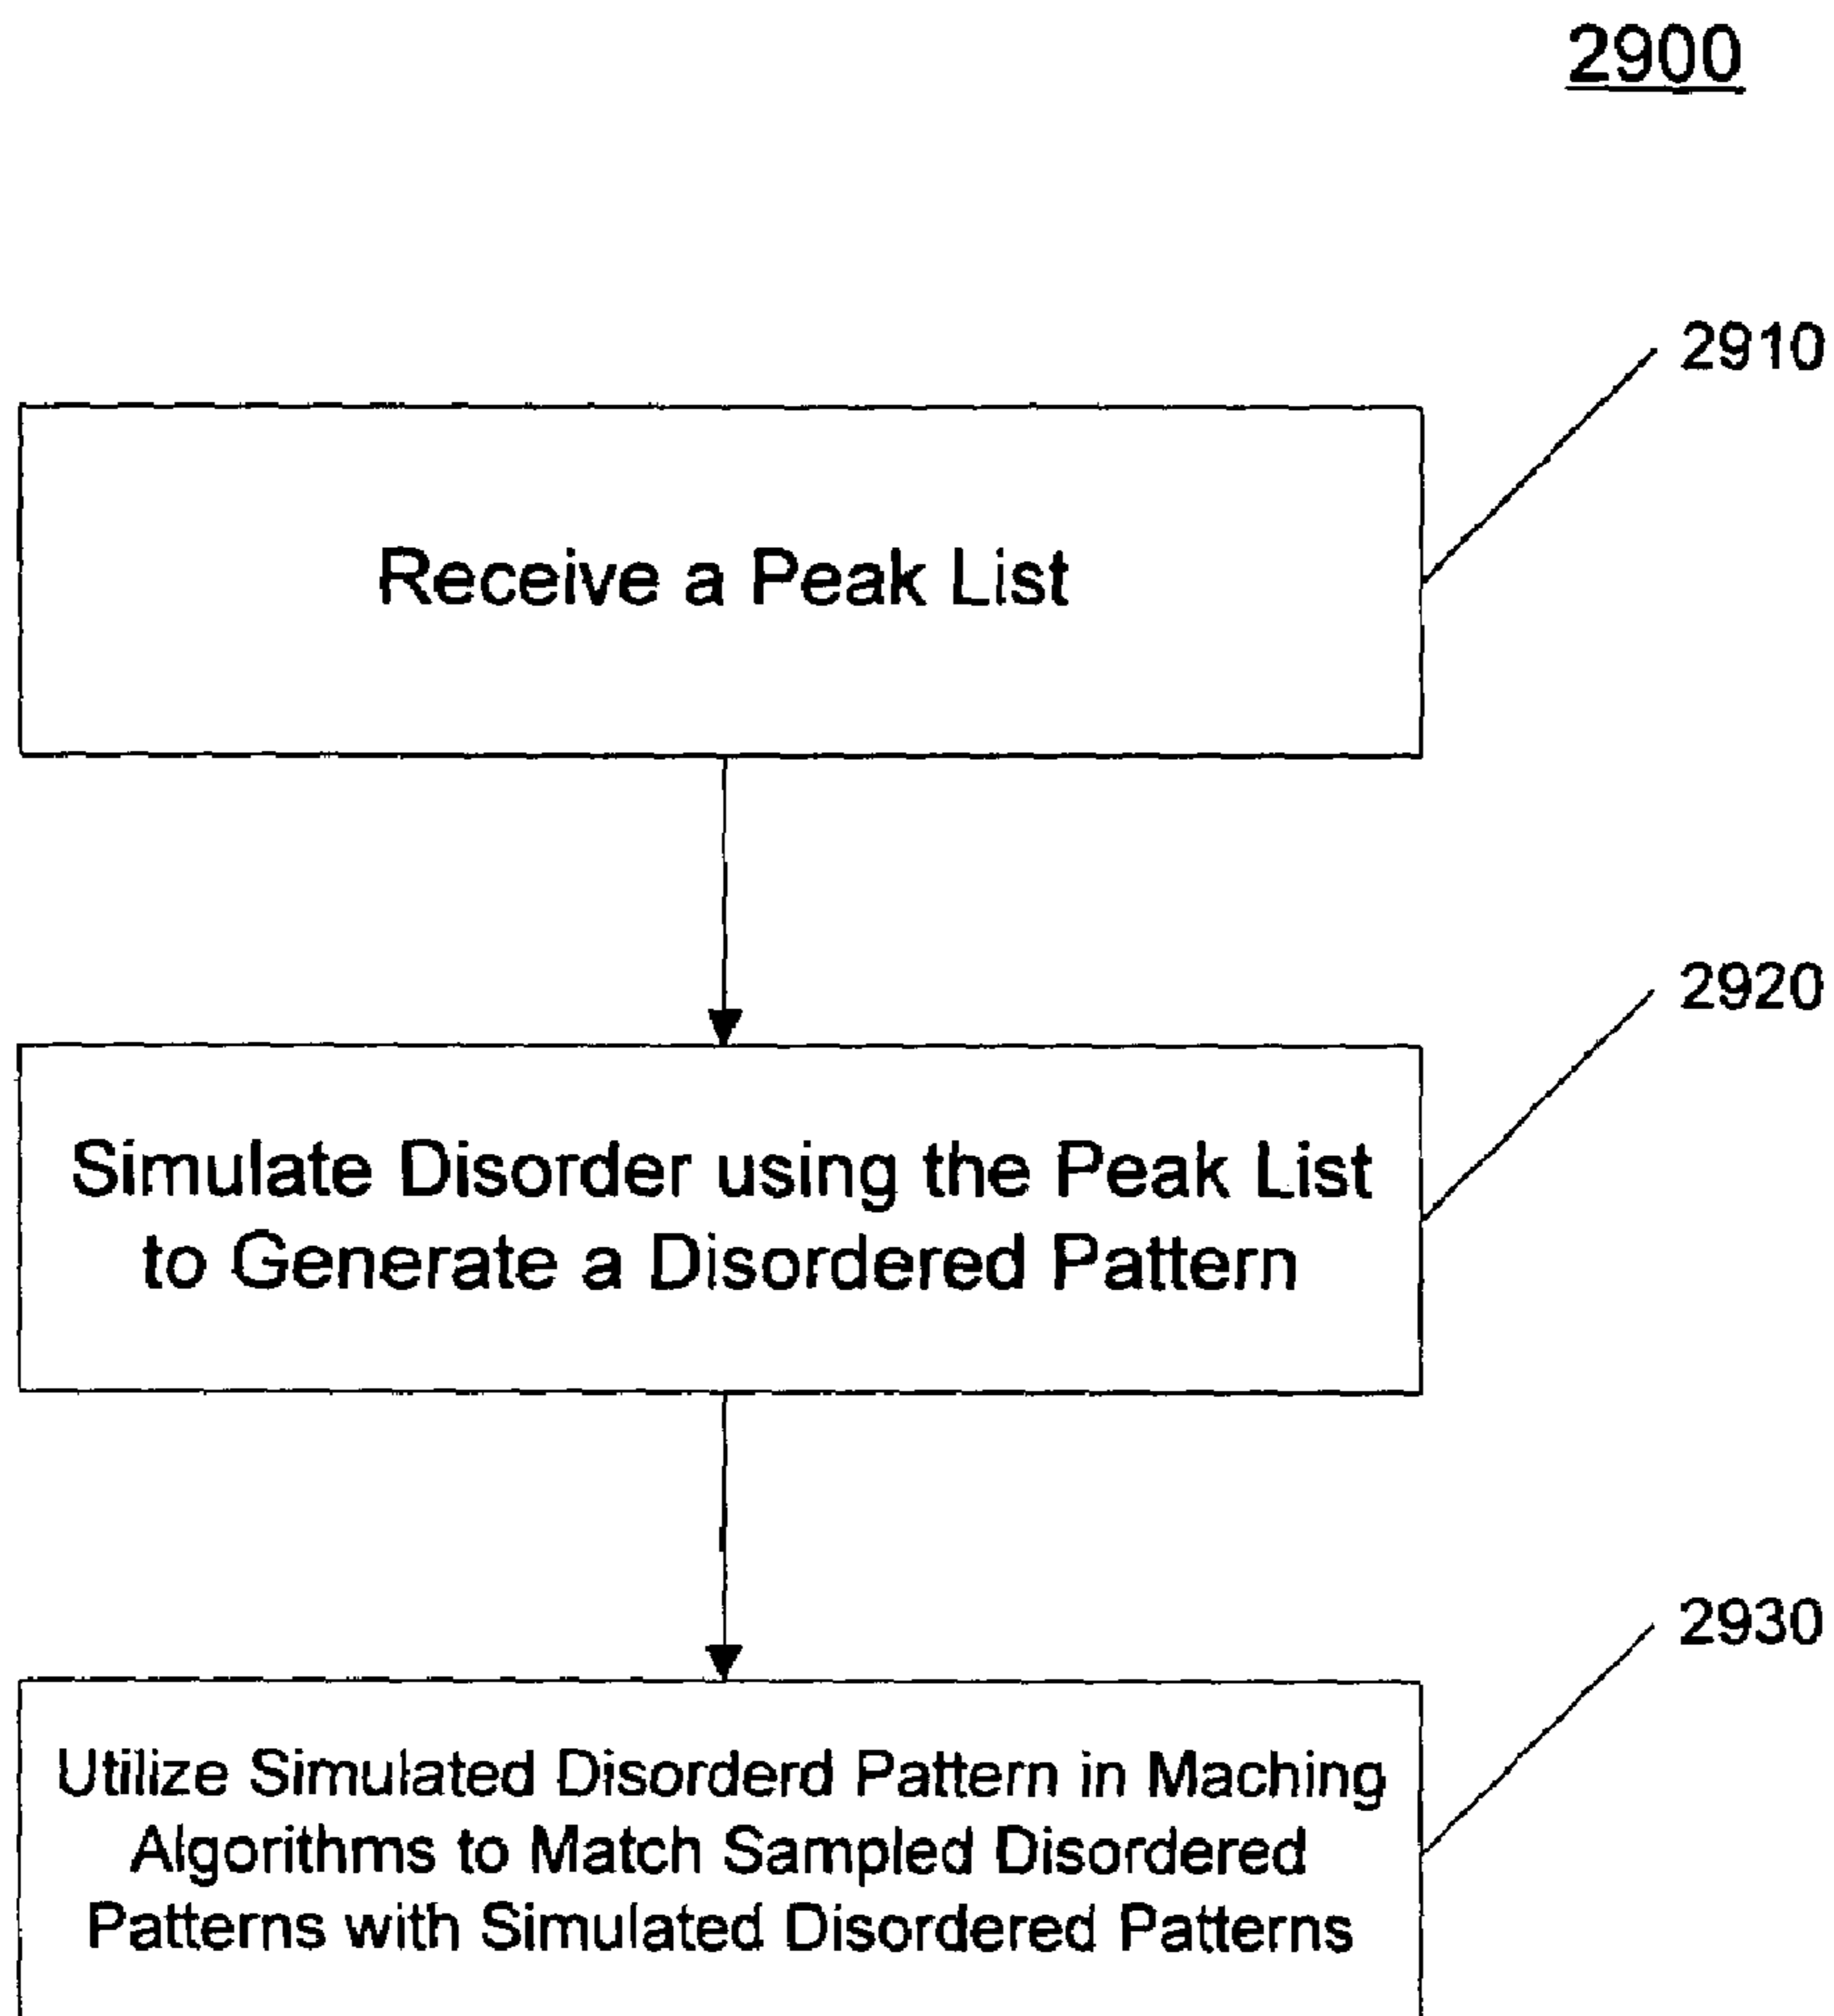 2900
2910
Receive a Peak List
2920
Simulate Disorder using the Peak List
to Generate a Disordered Pattern
2930
Utilize Simulated Disorderd Pattern in Maching
Algorithms to Match Sampled Disordered
Patterns with Simulated Disordered Patterns